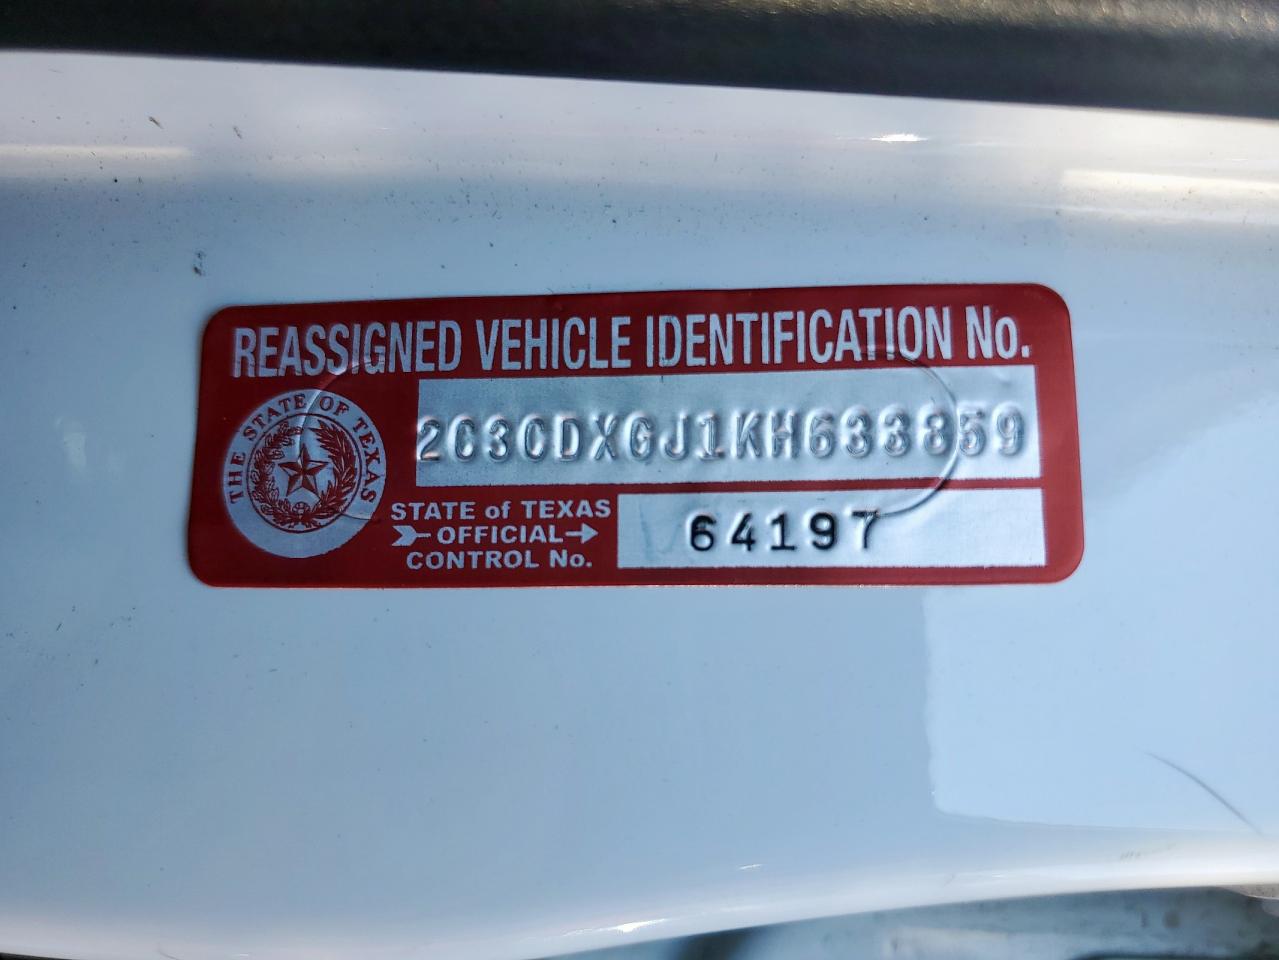 REASSIGNED VEHICLE IDENTIFICATION No.
THE STATE OF TEXAS
2C3CDXGJ1KH633859
STATE of TEXAS
OFFICIAL
CONTROL No.
64197